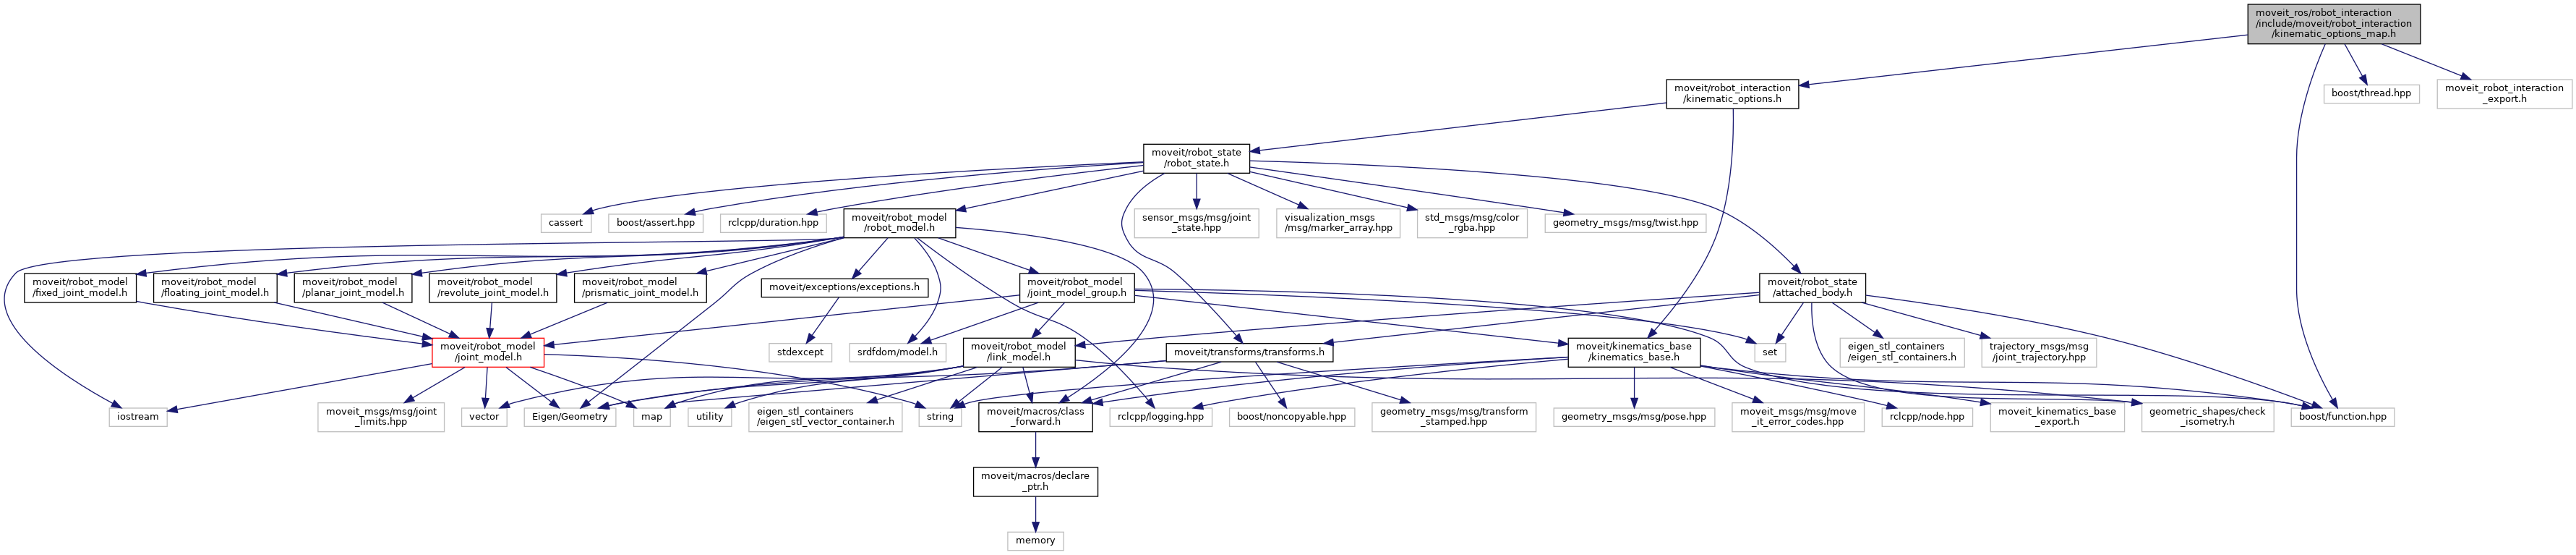 moveit_ros/robot_interaction
/include/moveit/robot_interaction
/kinematic_options_map.h
moveit/robot_interaction
/kinematic_options.h
boost/thread.hpp
moveit_robot_interaction
_export.h
moveit/robot_state
/robot_state.h
cassert
boost/assert.hpp
rclcpp/duration.hpp
moveit/robot_model
/robot_model.h
sensor_msgs/msg/joint
_state.hpp
visualization_msgs
/msg/marker_array.hpp
std_msgs/msg/color
_rgba.hpp
geometry_msgs/msg/twist.hpp
moveit/robot_model
/fixed_joint_model.h
moveit/robot_model
/floating_joint_model.h
moveit/robot_model
/planar_joint_model.h
moveit/robot_model
/revolute_joint_model.h
moveit/robot_model
/prismatic_joint_model.h
moveit/exceptions/exceptions.h
moveit/robot_model
/joint_model_group.h
moveit/robot_state
/attached_body.h
moveit/robot_model
/joint_model.h
stdexcept
srdfdom/model.h
moveit/robot_model
/link_model.h
moveit/transforms/transforms.h
moveit/kinematics_base
/kinematics_base.h
set
eigen_stl_containers
/eigen_stl_containers.h
trajectory_msgs/msg
/joint_trajectory.hpp
iostream
moveit_msgs/msg/joint
_limits.hpp
vector
Eigen/Geometry
map
utility
eigen_stl_containers
/eigen_stl_vector_container.h
string
moveit/macros/class
_forward.h
rclcpp/logging.hpp
boost/noncopyable.hpp
geometry_msgs/msg/transform
_stamped.hpp
geometry_msgs/msg/pose.hpp
moveit_msgs/msg/move
_it_error_codes.hpp
rclcpp/node.hpp
moveit_kinematics_base
_export.h
geometric_shapes/check
_isometry.h
boost/function.hpp
moveit/macros/declare
_ptr.h
memory